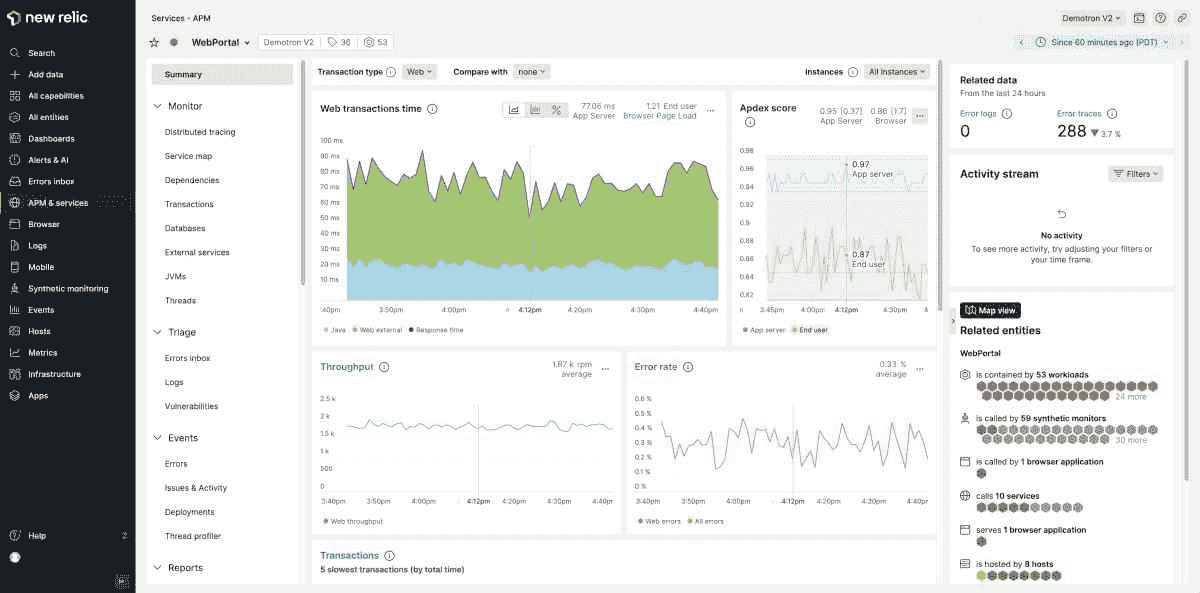 new relic
Search
Add data
All capabilities
All entities
Dashboards
Alerts & AI
Errors inbox
APM & services
Browser
Logs
Mobile
Synthetic monitoring
Events
Hosts
Metrics
Infrastructure
Apps
Help
Services - APM
Demotron V2
WebPortal
Demotron V2 36 53
Since 60 minutes ago (PDT)
Summary
Monitor
Distributed tracing
Service map
Dependencies
Transactions
Databases
External services
JVMs
Threads
Triage
Errors inbox
Logs
Vulnerabilities
Events
Errors
Issues & Activity
Deployments
Thread profiler
Reports
Transaction type Web Compare with none Instances All Instances
Web transactions time
77.06 ms
App Server
1.21 End user
Browser Page Load
100 ms
90 ms
80 ms
70 ms
60 ms
50 ms
40 ms
30 ms
20 ms
10 ms
:40pm 3:50pm 4:00pm 4:12pm 4:20pm 4:30pm 4:40pm
Java Web external Response time
Apdex score
0.95 [0.37]
App Server
0.86 [1.7]
Browser
0.98
0.96
0.94
0.92
0.9
0.88
0.86
0.84
0.82
0.97
App server
0.87
End user
3:45pm 4:00pm 4:12pm 4:30pm
App server End user
Throughput
1.87 k rpm
average
2.5 k
2 k
1.5 k
1 k
500
0
3:40pm 3:50pm 4:00pm 4:12pm 4:20pm 4:30pm 4:40pr
Web throughput
Error rate
0.33 %
average
0.6 %
0.5 %
0.4 %
0.3 %
0.2 %
0.1 %
0 %
3:40pm 3:50pm 4:00pm 4:12pm 4:20pm 4:30pm 4:40pr
Web errors All errors
Transactions
5 slowest transactions (by total time)
Related data
From the last 24 hours
Error logs
0
Error traces
288 3.7 %
Activity stream
Filters
No activity
To see more activity, try adjusting your filters or
your time frame.
Map view
Related entities
WebPortal
is contained by 53 workloads
24 more
is called by 59 synthetic monitors
30 more
is called by 1 browser application
calls 10 services
serves 1 browser application
is hosted by 8 hosts